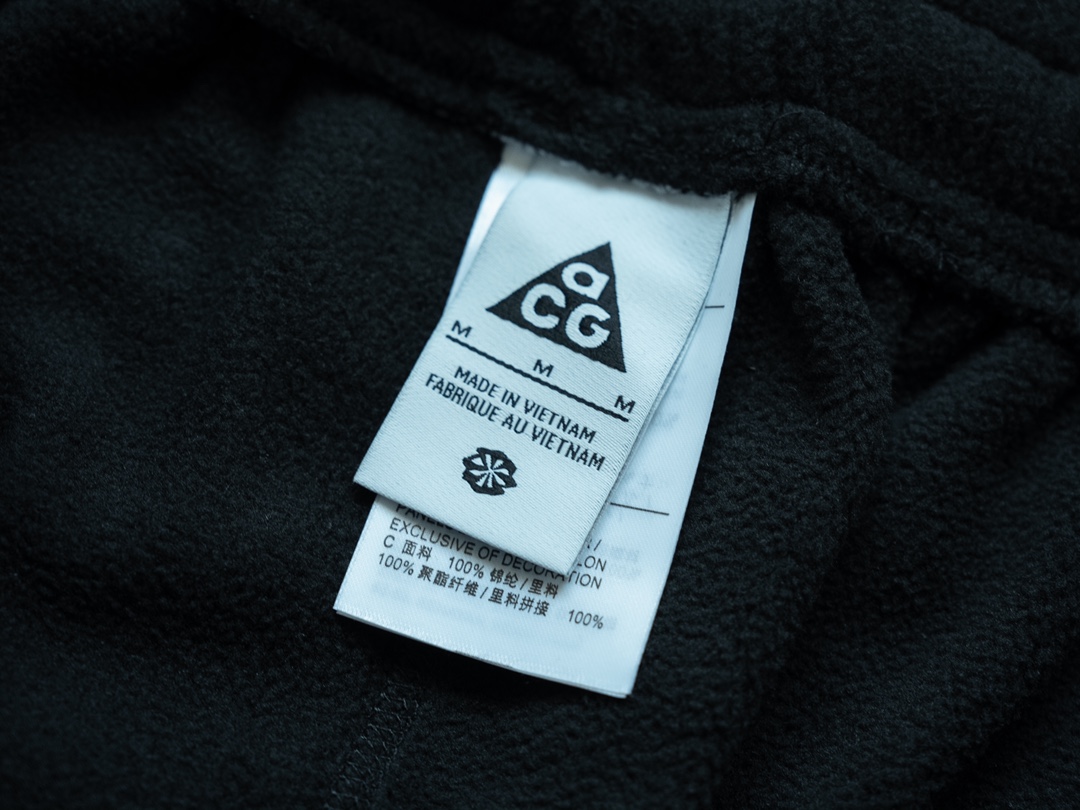 a
CG
M
M
M
MADE IN VIETNAM
FABRIQUE AU VIETNAM
EXCLUSIVE OF DECORATION
C 面料 100% 锦纶/里料
100% 聚酯纤维/里料拼接 100%